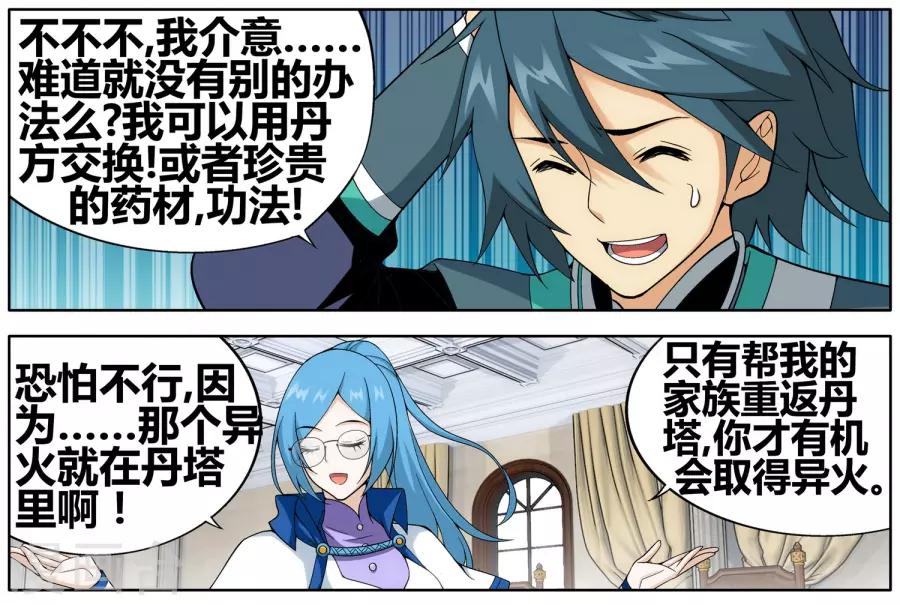 不不不,我介意……
难道就没有别的办
法么?我可以用丹
方交换!或者珍贵
的药材,功法!
恐怕不行,因
为……那个异
火就在丹塔
里啊！
只有帮我的
家族重返丹
塔,你才有机
会取得异火。